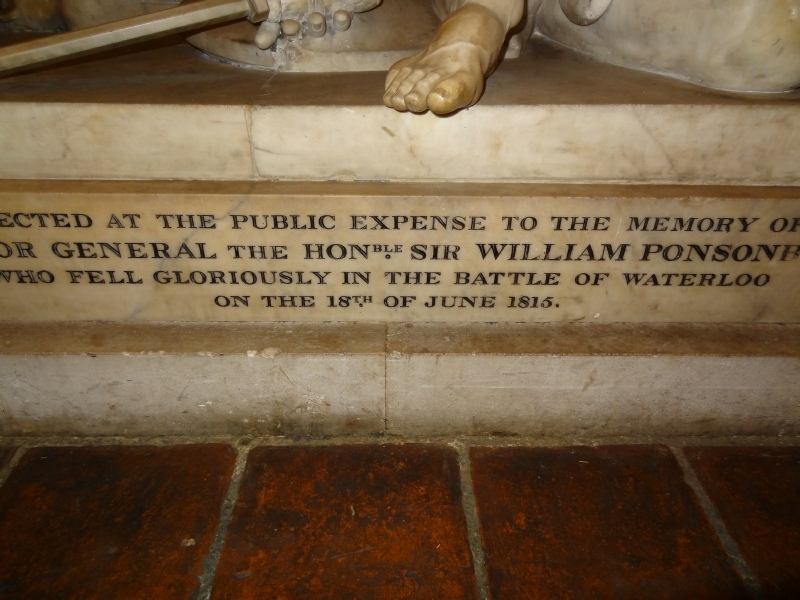 ECTED AT THE PUBLIC EXPENSE TO THE MEMORY OF
OR GENERAL THE HONBLE. SIR WILLIAM PONSONB
WHO FELL GLORIOUSLY IN THE BATTLE OF WATERLOO
ON THE 18TH OF JUNE 1815.